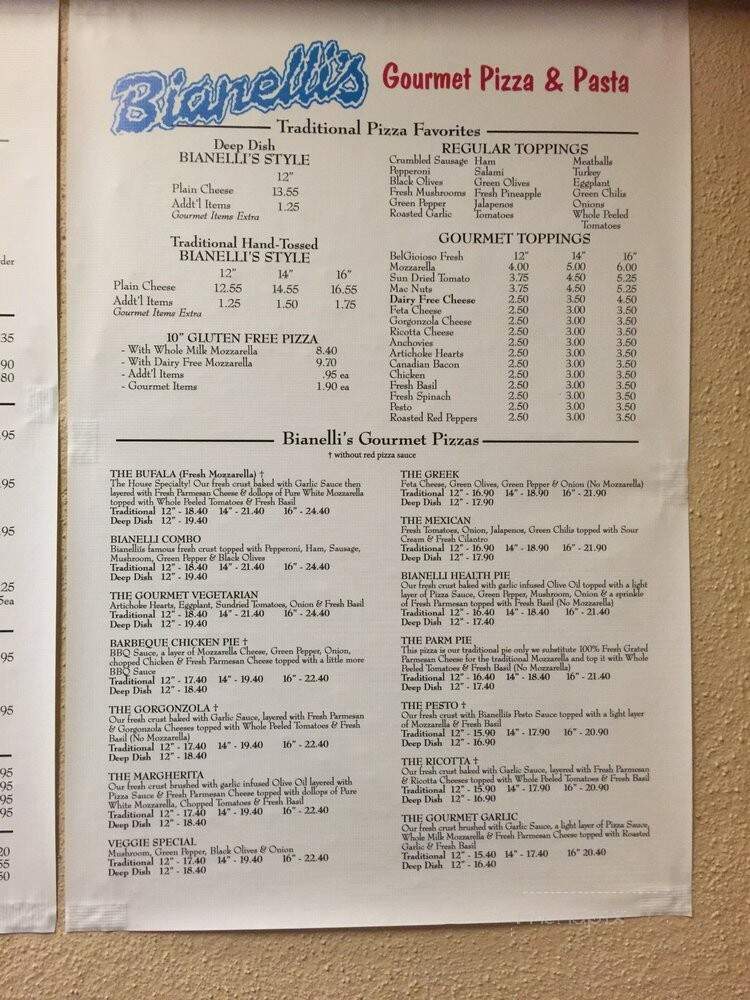 Bianelli's Gourmet Pizza & Pasta
Traditional Pizza Favorites
Deep Dish
BIANELLI'S STYLE
12"
Plain Cheese 13.55
Addt'l Items 1.25
Gourmet Items Extra
Traditional Hand-Tossed
BIANELLI'S STYLE
12" 14" 16"
Plain Cheese 12.55 14.55 16.55
Addt'l Items 1.25 1.50 1.75
Gourmet Items Extra
10" GLUTEN FREE PIZZA
- With Whole Milk Mozzarella 8.40
- With Dairy Free Mozzarella 9.70
- Addt'l Items .95 ea
- Gourmet Items 1.90 ea
REGULAR TOPPINGS
Crumbled Sausage Ham Meatballs
Pepperoni Salami Turkey
Black Olives Green Olives Eggplant
Fresh Mushrooms Fresh Pineapple Green Chilis
Green Pepper Jalapenos Onions
Roasted Garlic Tomatoes Whole Peeled
Tomatoes
GOURMET TOPPINGS
BelGioioso Fresh 12" 14" 16"
Mozzarella 4.00 5.00 6.00
Sun Dried Tomato 3.75 4.50 5.25
Mac Nuts 3.75 4.50 5.25
Dairy Free Cheese 2.50 3.50 4.50
Feta Cheese 2.50 3.00 3.50
Gorgonzola Cheese 2.50 3.00 3.50
Ricotta Cheese 2.50 3.00 3.50
Anchovies 2.50 3.00 3.50
Artichoke Hearts 2.50 3.00 3.50
Canadian Bacon 2.50 3.00 3.50
Chicken 2.50 3.00 3.50
Fresh Basil 2.50 3.00 3.50
Fresh Spinach 2.50 3.00 3.50
Pesto 2.50 3.00 3.50
Roasted Red Peppers 2.50 3.00 3.50
Bianelli's Gourmet Pizzas
† without red pizza sauce
THE BUFALA (Fresh Mozzarella) †
The House Specialty! Our fresh crust baked with Garlic Sauce then
layered with Fresh Parmesan Cheese & dollops of Pure White Mozzarella
topped with Whole Peeled Tomatoes & Fresh Basil
Traditional 12" - 18.40 14" - 21.40 16" - 24.40
Deep Dish 12" - 19.40
BIANELLI COMBO
Bianelliis famous fresh crust topped with Pepperoni, Ham, Sausage,
Mushroom, Green Pepper & Black Olives
Traditional 12" - 18.40 14" - 21.40 16" - 24.40
Deep Dish 12" - 19.40
THE GOURMET VEGETARIAN
Artichoke Hearts, Eggplant, Sundried Tomatoes, Onion & Fresh Basil
Traditional 12" - 18.40 14" - 21.40 16" - 24.40
Deep Dish 12" - 19.40
BARBEQUE CHICKEN PIE †
BBQ Sauce, a layer of Mozzarella Cheese, Green Pepper, Onion,
chopped Chicken & Fresh Parmesan Cheese topped with a little more
BBQ Sauce
Traditional 12" - 17.40 14" - 19.40 16" - 22.40
Deep Dish 12" - 18.40
THE GORGONZOLA †
Our fresh crust baked with Garlic Sauce, layered with Fresh Parmesan
& Gorgonzola Cheeses topped with Whole Peeled Tomatoes & Fresh
Basil (No Mozzarella)
Traditional 12" - 17.40 14" - 19.40 16" - 22.40
Deep Dish 12" - 18.40
THE MARGHERITA
Our fresh crust brushed with garlic infused Olive Oil layered with
Pizza Sauce & Fresh Parmesan Cheese topped with dollops of Pure
White Mozzarella, Chopped Tomatoes & Fresh Basil
Traditional 12" - 17.40 14" - 19.40 16" - 22.40
Deep Dish 12" - 18.40
VEGGIE SPECIAL
Mushroom, Green Pepper, Black Olives & Onion
Traditional 12" - 17.40 14" - 19.40 16" - 22.40
Deep Dish 12" - 18.40
THE GREEK
Feta Cheese, Green Olives, Green Pepper & Onion (No Mozzarella)
Traditional 12" - 16.90 14" - 18.90 16" - 21.90
Deep Dish 12" - 17.90
THE MEXICAN
Fresh Tomatoes, Onion, Jalapenos, Green Chilis topped with Sour
Cream & Fresh Cilantro
Traditional 12" - 16.90 14" - 18.90 16" - 21.90
Deep Dish 12" - 17.90
BIANELLI HEALTH PIE
Our fresh crust baked with garlic infused Olive Oil topped with a light
layer of Pizza Sauce, Green Pepper, Mushroom, Onion & a sprinkle
of Fresh Parmesan topped with Fresh Basil (No Mozzarella)
Traditional 12" - 16.40 14" - 18.40 16" - 21.40
Deep Dish 12" - 17.40
THE PARM PIE
This pizza is our traditional pie only we substitute 100% Fresh Grated
Parmesan Cheese for the traditional Mozzarella and top it with Whole
Peeled Tomatoes & Fresh Basil (No Mozzarella)
Traditional 12" - 16.40 14" - 18.40 16" - 21.40
Deep Dish 12" - 17.40
THE PESTO †
Our fresh crust with Bianelliis Pesto Sauce topped with a light layer
of Mozzarella & Fresh Basil
Traditional 12" - 15.90 14" - 17.90 16" - 20.90
Deep Dish 12" - 16.90
THE RICOTTA †
Our fresh crust baked with Garlic Sauce, layered with Fresh Parmesan
& Ricotta Cheeses topped with Whole Peeled Tomatoes & Fresh Basil
Traditional 12" - 15.90 14" - 17.90 16" - 20.90
Deep Dish 12" - 16.90
THE GOURMET GARLIC
Our fresh crust brushed with Garlic Sauce, a light layer of Pizza Sauce,
Whole Milk Mozzarella & Fresh Parmesan Cheese topped with Roasted
Garlic & Fresh Basil
Traditional 12" - 15.40 14" - 17.40 16" 20.40
Deep Dish 12" - 16.40